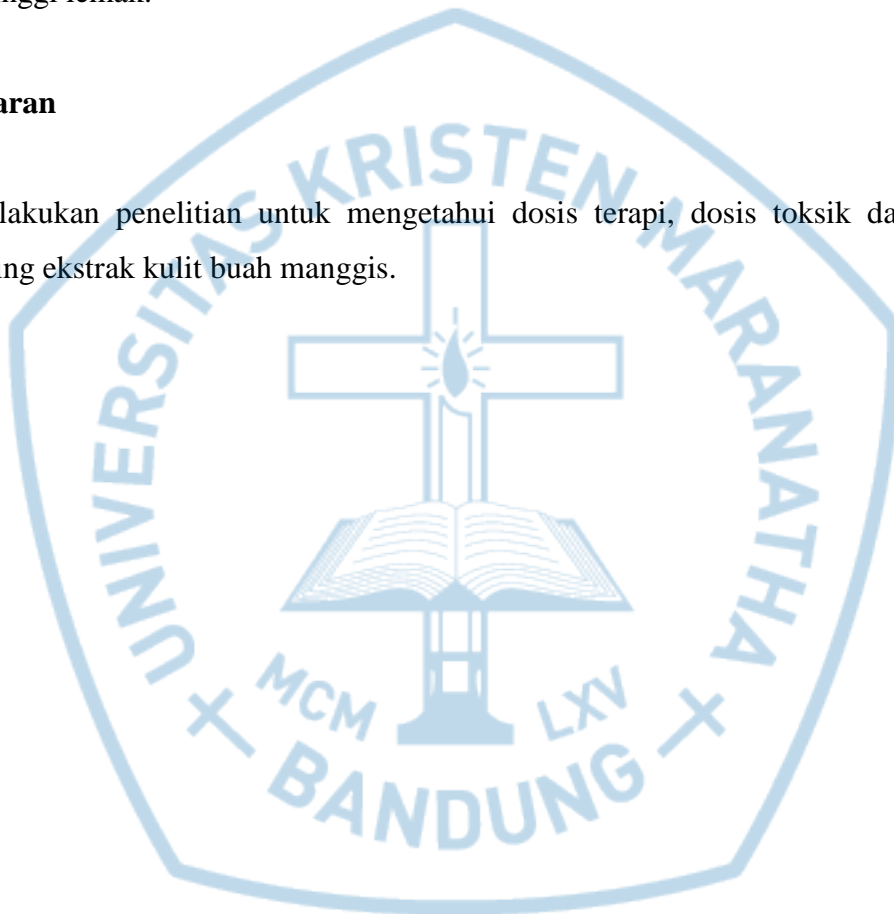 nggi lemak.
aran
lakukan penelitian untuk mengetahui dosis terapi, dosis toksik da
ing ekstrak kulit buah manggis.
UNIVERSITAS KRISTEN MARANATHA
MCM LXV
BANDUNG